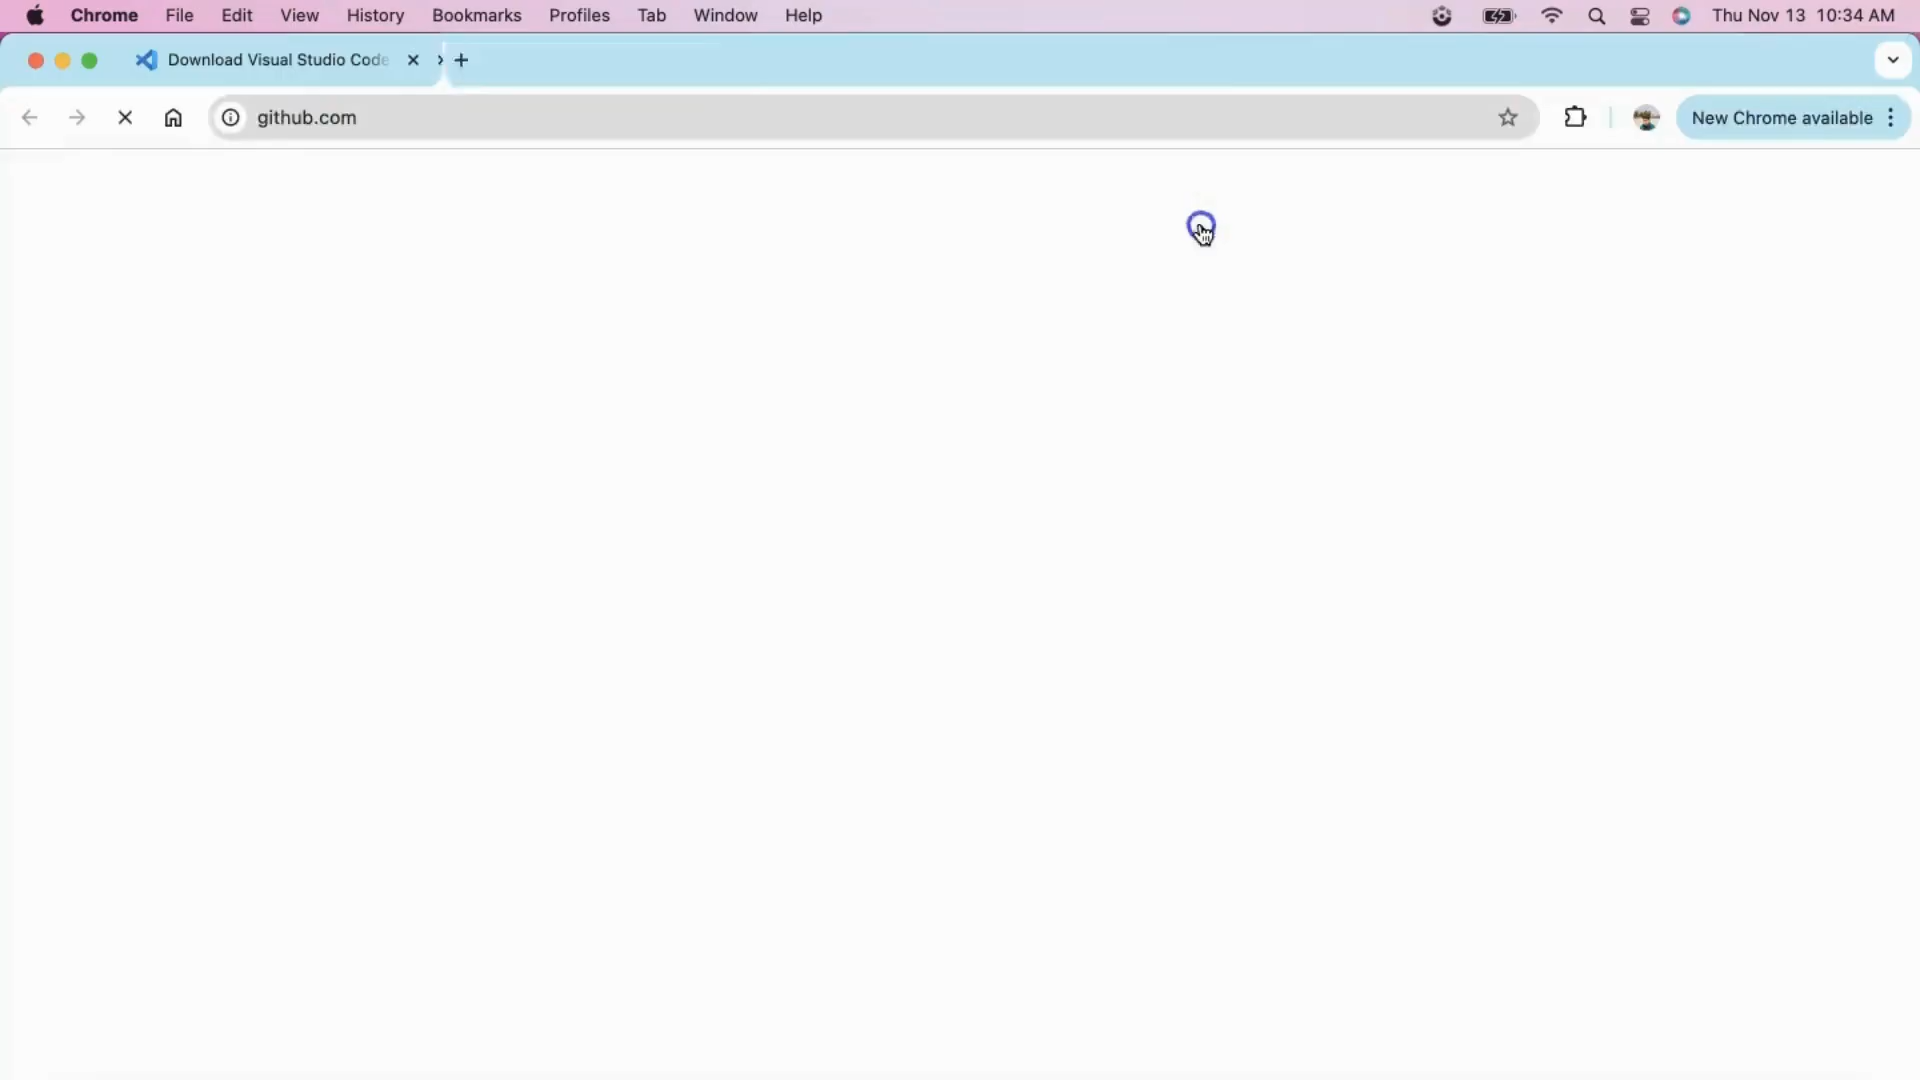 Chrome File Edit View History Bookmarks Profiles Tab Window Help Thu Nov 13 10:34 AM
Download Visual Studio Code
github.com New Chrome available